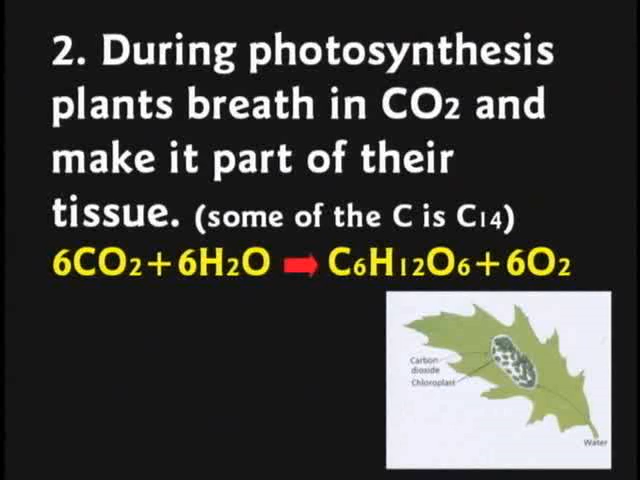 2. During photosynthesis
plants breath in CO2 and
make it part of their
tissue. (some of the C is C14)
6CO2+6H2O ➡ C6H12O6+6O2
Carbon
dioxide
Chloroplast
Water